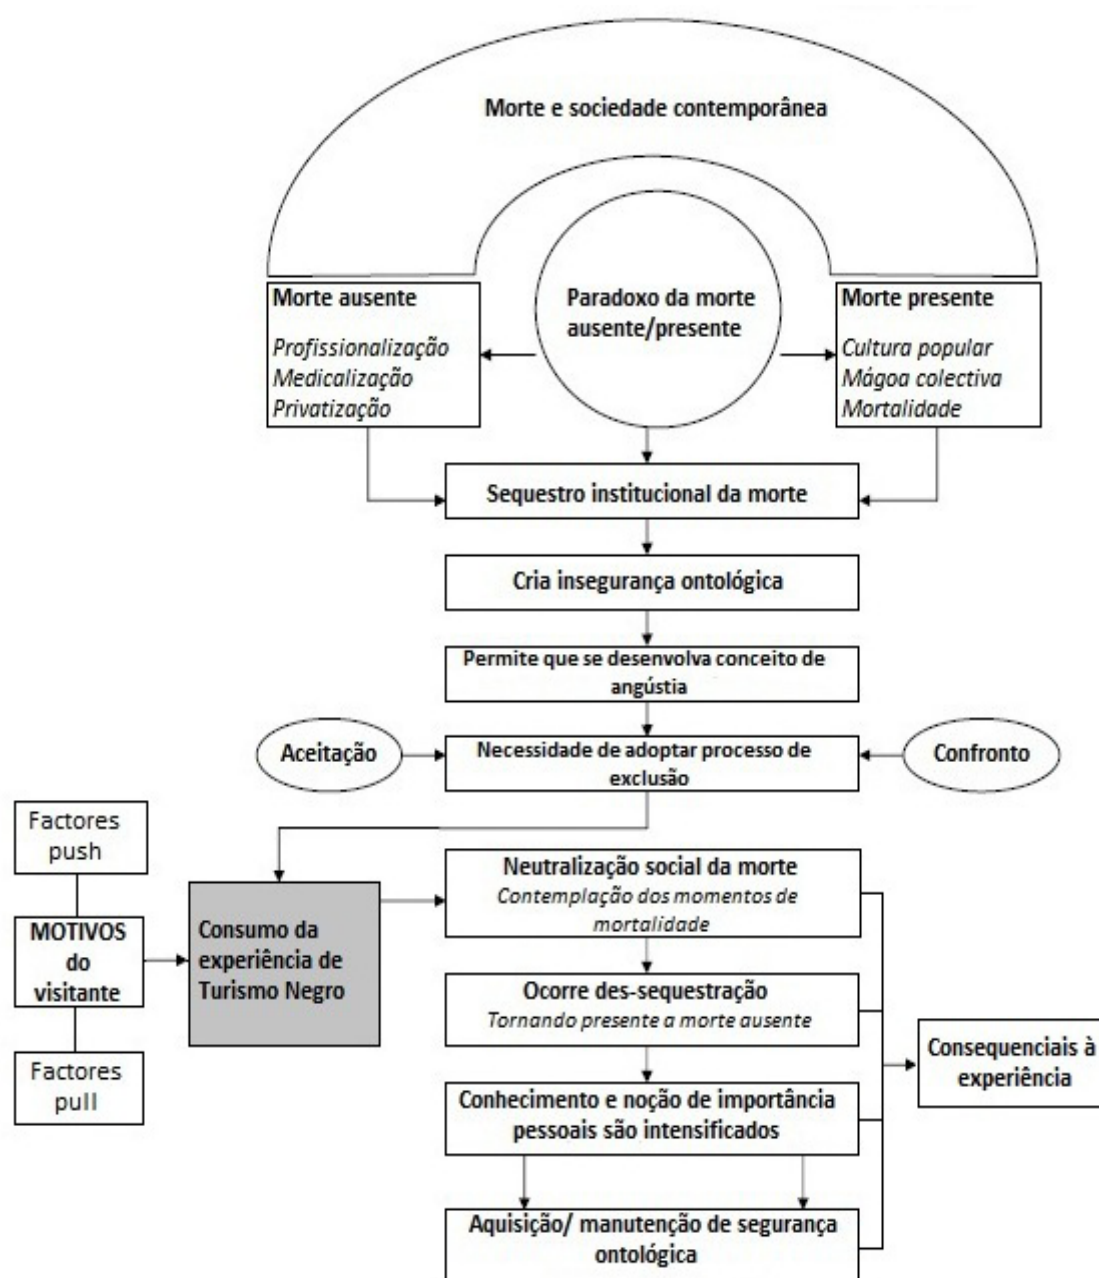 Morte e sociedade contemporânea
Morte ausente
Profissionalização
Medicalização
Privatização
Paradoxo da morte
ausente/presente
Morte presente
Cultura popular
Mágoa colectiva
Mortalidade
Sequestro institucional da morte
Cria insegurança ontológica
Permite que se desenvolva conceito de
angústia
Aceitação
Necessidade de adoptar processo de
exclusão
Confronto
Factores
push
MOTIVOS
do
visitante
Factores
pull
Consumo da
experiência de
Turismo Negro
Neutralização social da morte
Contemplação dos momentos de
mortalidade
Ocorre des-sequestração
Tornando presente a morte ausente
Conhecimento e noção de importância
pessoais são intensificados
Aquisição/ manutenção de segurança
ontológica
Consequenciais à
experiência